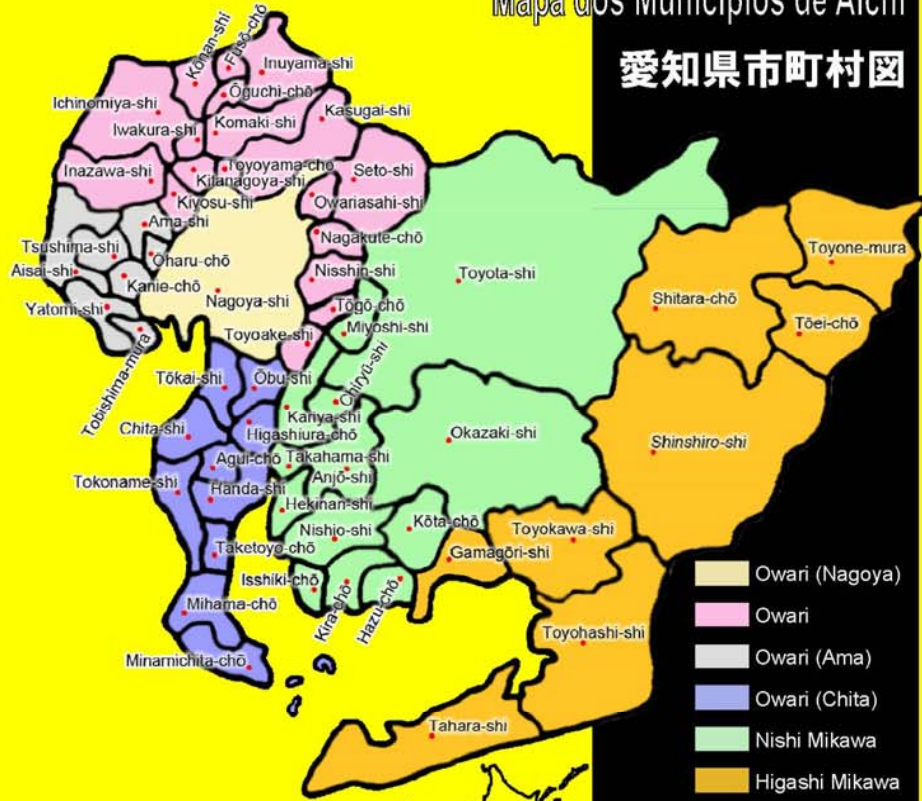 Mapa dos Municípios de Aichi
愛知県市町村図
Kōnan-shi
Fusō-chō
Inuyama-shi
Ōguchi-chō
Ichinomiya-shi
Iwakura-shi
Komaki-shi
Kasugai-shi
Inazawa-shi
Toyoyama-cho
Kitanagoya-shi
Seto-shi
Kiyosu-shi
Owariasahi-shi
Ama-shi
Nagakute-chō
Tsushima-shi
Ōharu-chō
Aisai-shi
Kanie-chō
Nisshin-shi
Toyota-shi
Toyone-mura
Yatomi-shi
Nagoya-shi
Tōgō-chō
Shitara-chō
Tōei-chō
Tobishima-mura
Toyoake-shi
Miyoshi-shi
Tōkai-shi
Ōbu-shi
Chiryū-shi
Kariya-shi
Chita-shi
Higashiura-chō
Okazaki-shi
Shinshiro-shi
Agui-chō
Takahama-shi
Anjō-shi
Tokoname-shi
Handa-shi
Hekinan-shi
Nishio-shi
Kōta-chō
Toyokawa-shi
Taketoyo-chō
Gamagōri-shi
Isshiki-chō
Kira-chō
Hazu-chō
Mihama-chō
Toyohashi-shi
Minamichita-chō
Tahara-shi
Owari (Nagoya)
Owari
Owari (Ama)
Owari (Chita)
Nishi Mikawa
Higashi Mikawa